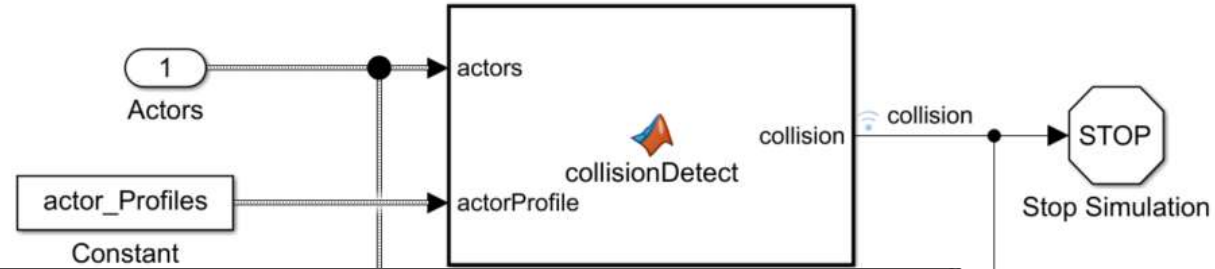 1
Actors
actors
collision
collision
STOP
collisionDetect
actor_Profiles
actorProfile
Stop Simulation
Constant